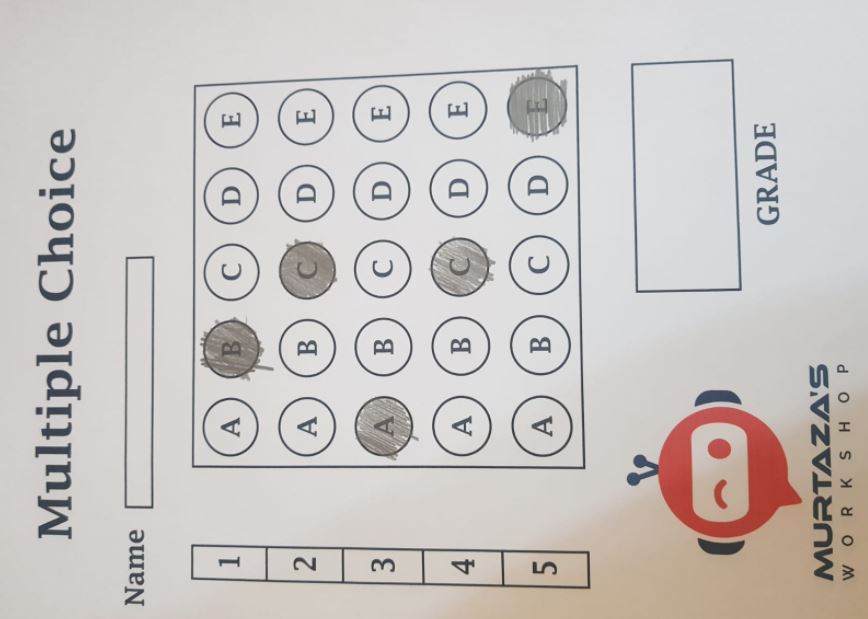 Multiple Choice
Name
1 A B C D E
2 A B C D E
3 A B C D E
4 A B C D E
5 A B C D E
MURTAZA'S
WORKSHOP
GRADE